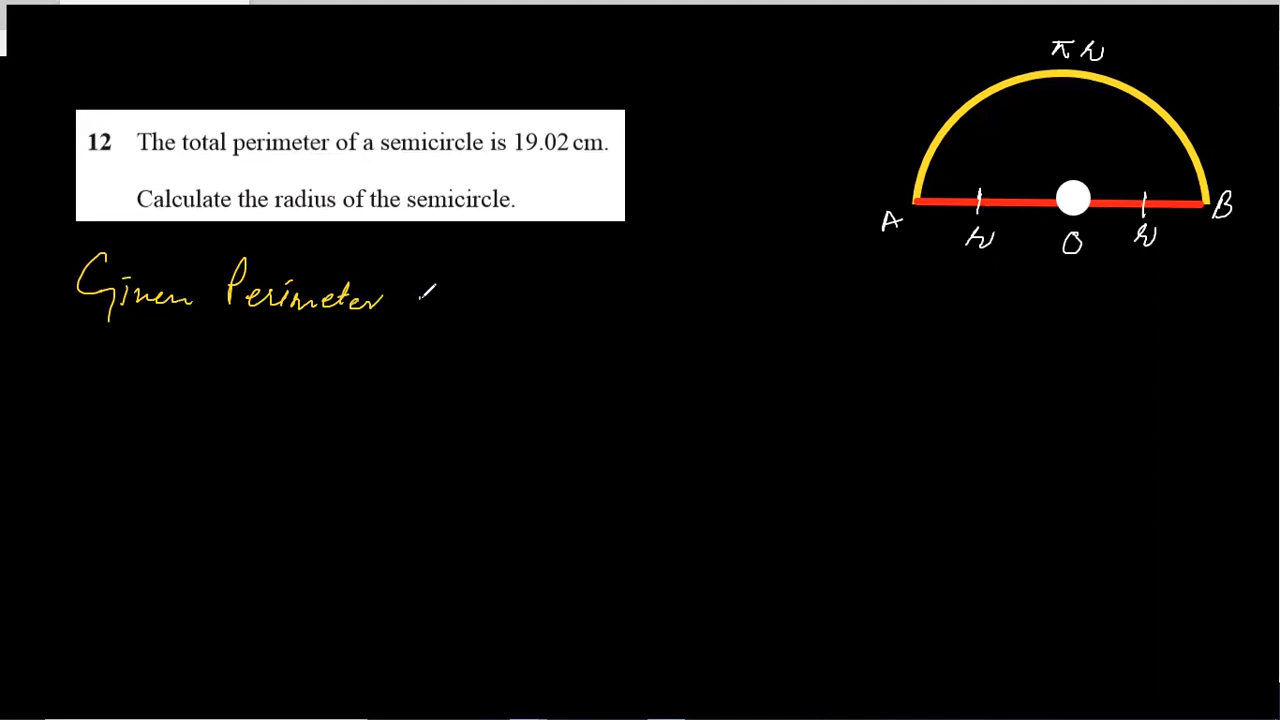 πr
12 The total perimeter of a semicircle is 19.02 cm.
Calculate the radius of the semicircle.
A r O r B
Given Perimeter